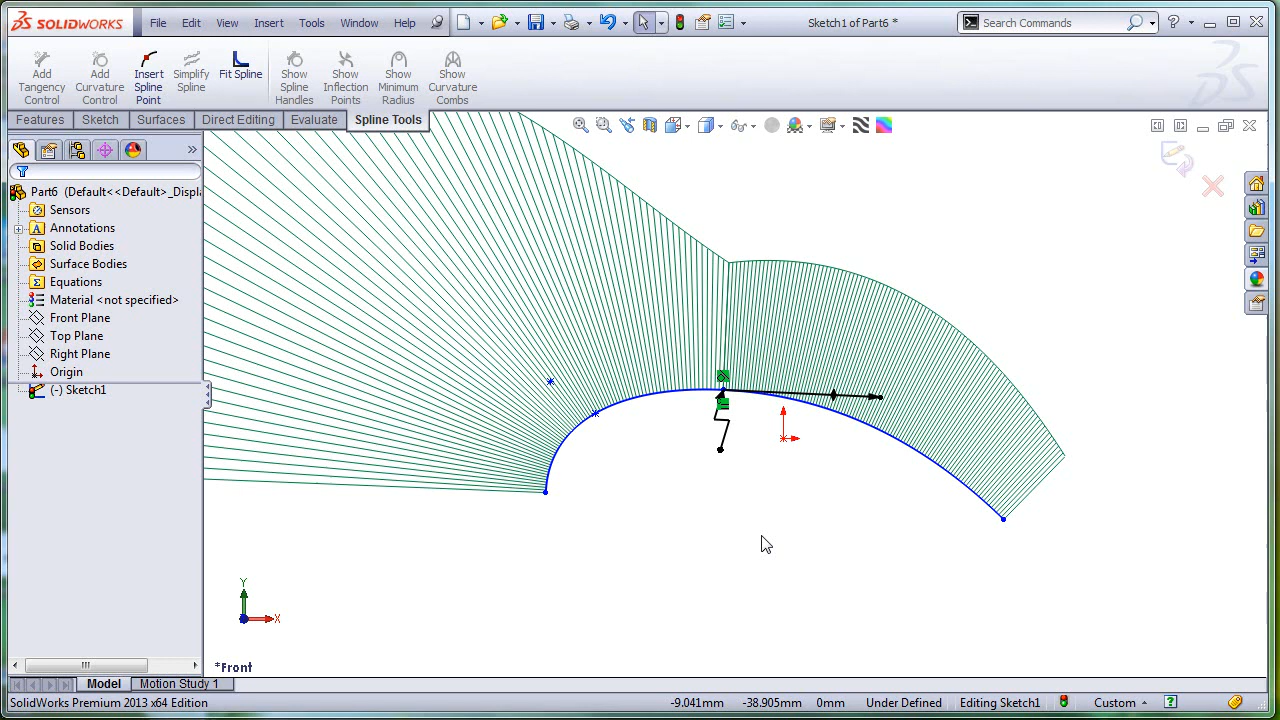 SOLIDWORKS File Edit View Insert Tools Window Help Sketch1 of Part6 * Search Commands
Add Tangency Control
Add Curvature Control
Insert Spline Point
Simplify Spline
Fit Spline
Show Spline Handles
Show Inflection Points
Show Minimum Radius
Show Curvature Combs
Features Sketch Surfaces Direct Editing Evaluate Spline Tools
Part6 (Default<<Default>_Displ
Sensors
Annotations
Solid Bodies
Surface Bodies
Equations
Material <not specified>
Front Plane
Top Plane
Right Plane
Origin
(-) Sketch1
Y
X
*Front
Model Motion Study 1
SolidWorks Premium 2013 x64 Edition -9.041mm -38.905mm 0mm Under Defined Editing Sketch1 Custom